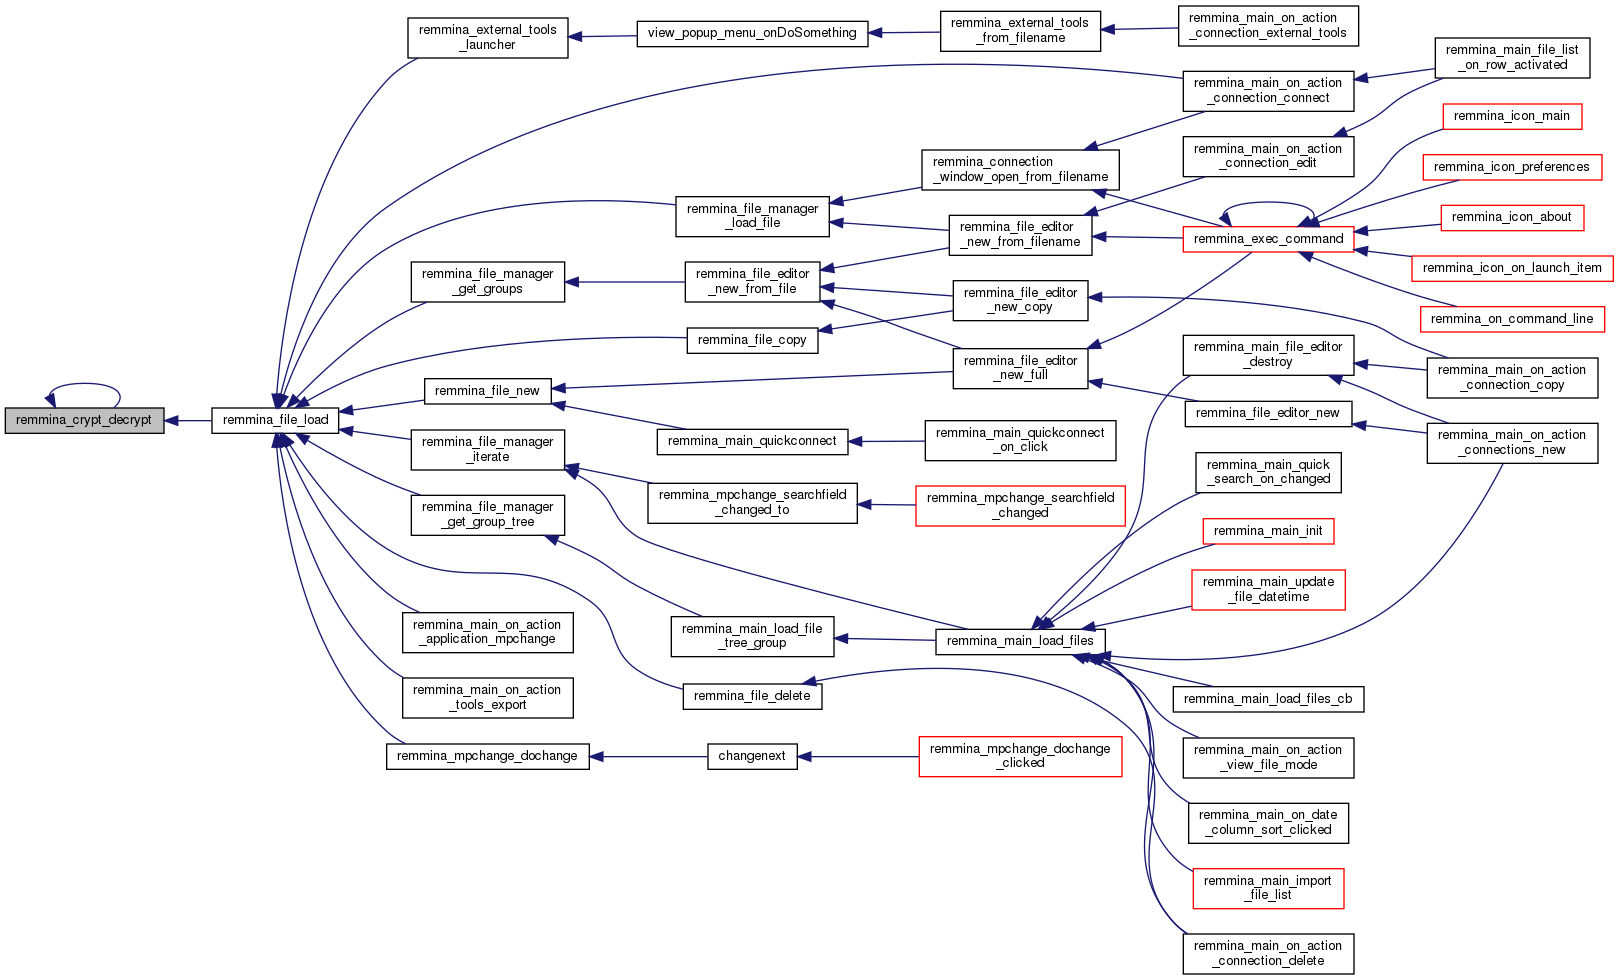 remmina_crypt_decrypt
remmina_file_load
remmina_external_tools
_launcher
view_popup_menu_onDoSomething
remmina_external_tools
_from_filename
remmina_main_on_action
_connection_external_tools
remmina_main_on_action
_connection_connect
remmina_main_file_list
_on_row_activated
remmina_connection
_window_open_from_filename
remmina_main_on_action
_connection_edit
remmina_icon_main
remmina_icon_preferences
remmina_file_manager
_load_file
remmina_file_editor
_new_from_filename
remmina_exec_command
remmina_icon_about
remmina_icon_on_launch_item
remmina_on_command_line
remmina_file_manager
_get_groups
remmina_file_editor
_new_from_file
remmina_file_editor
_new_copy
remmina_file_copy
remmina_file_editor
_new_full
remmina_main_file_editor
_destroy
remmina_main_on_action
_connection_copy
remmina_file_new
remmina_file_editor_new
remmina_main_quickconnect
remmina_main_quickconnect
_on_click
remmina_main_on_action
_connections_new
remmina_file_manager
_iterate
remmina_mpchange_searchfield
_changed_to
remmina_mpchange_searchfield
_changed
remmina_main_quick
_search_on_changed
remmina_file_manager
_get_group_tree
remmina_main_init
remmina_main_update
_file_datetime
remmina_main_on_action
_application_mpchange
remmina_main_load_file
_tree_group
remmina_main_load_files
remmina_main_on_action
_tools_export
remmina_file_delete
remmina_main_load_files_cb
remmina_mpchange_dochange
changenext
remmina_mpchange_dochange
_clicked
remmina_main_on_action
_view_file_mode
remmina_main_on_date
_column_sort_clicked
remmina_main_import
_file_list
remmina_main_on_action
_connection_delete